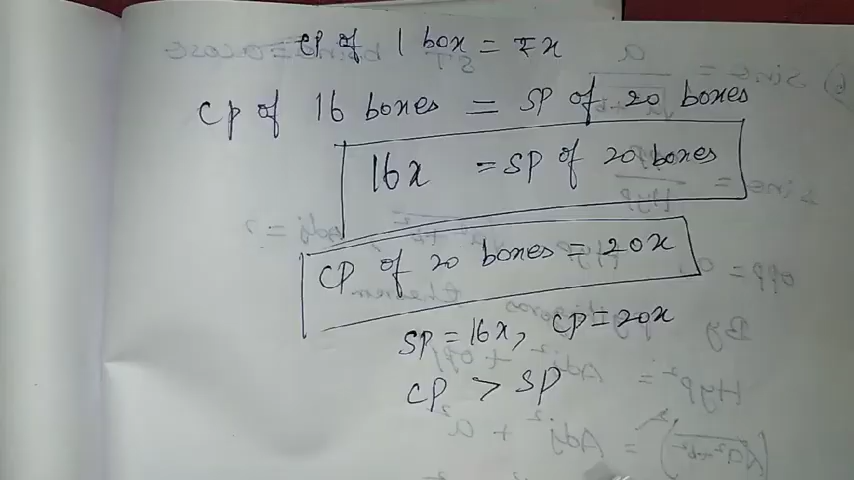 CP of 1 box = ₹x
CP of 16 boxes = SP of 20 boxes
16x = SP of 20 boxes
CP of 20 boxes = 20x
SP = 16x, CP = 20x
CP > SP